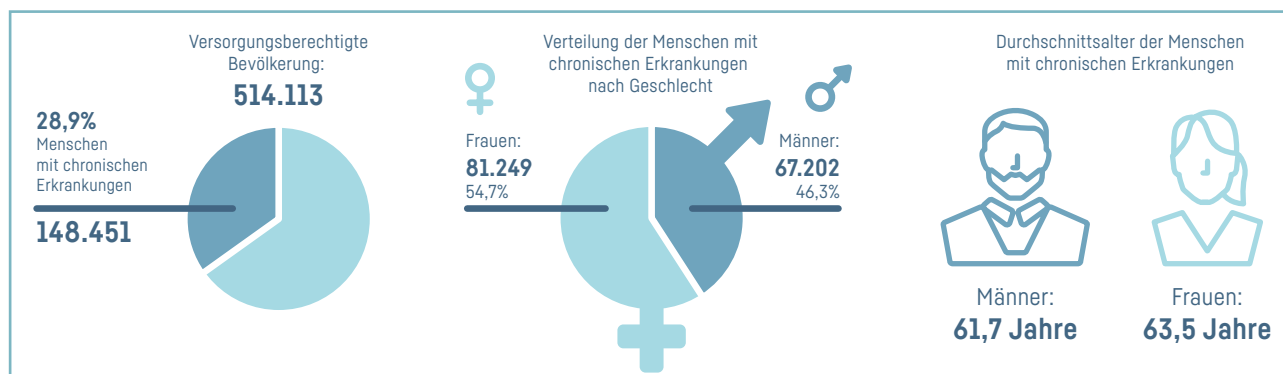 Versorgungsberechtigte
Bevölkerung:
514.113
28,9%
Menschen
mit chronischen
Erkrankungen
148.451
Verteilung der Menschen mit
chronischen Erkrankungen
nach Geschlecht
Frauen:
81.249
54,7%
Männer:
67.202
46,3%
Durchschnittsalter der Menschen
mit chronischen Erkrankungen
Männer:
61,7 Jahre
Frauen:
63,5 Jahre